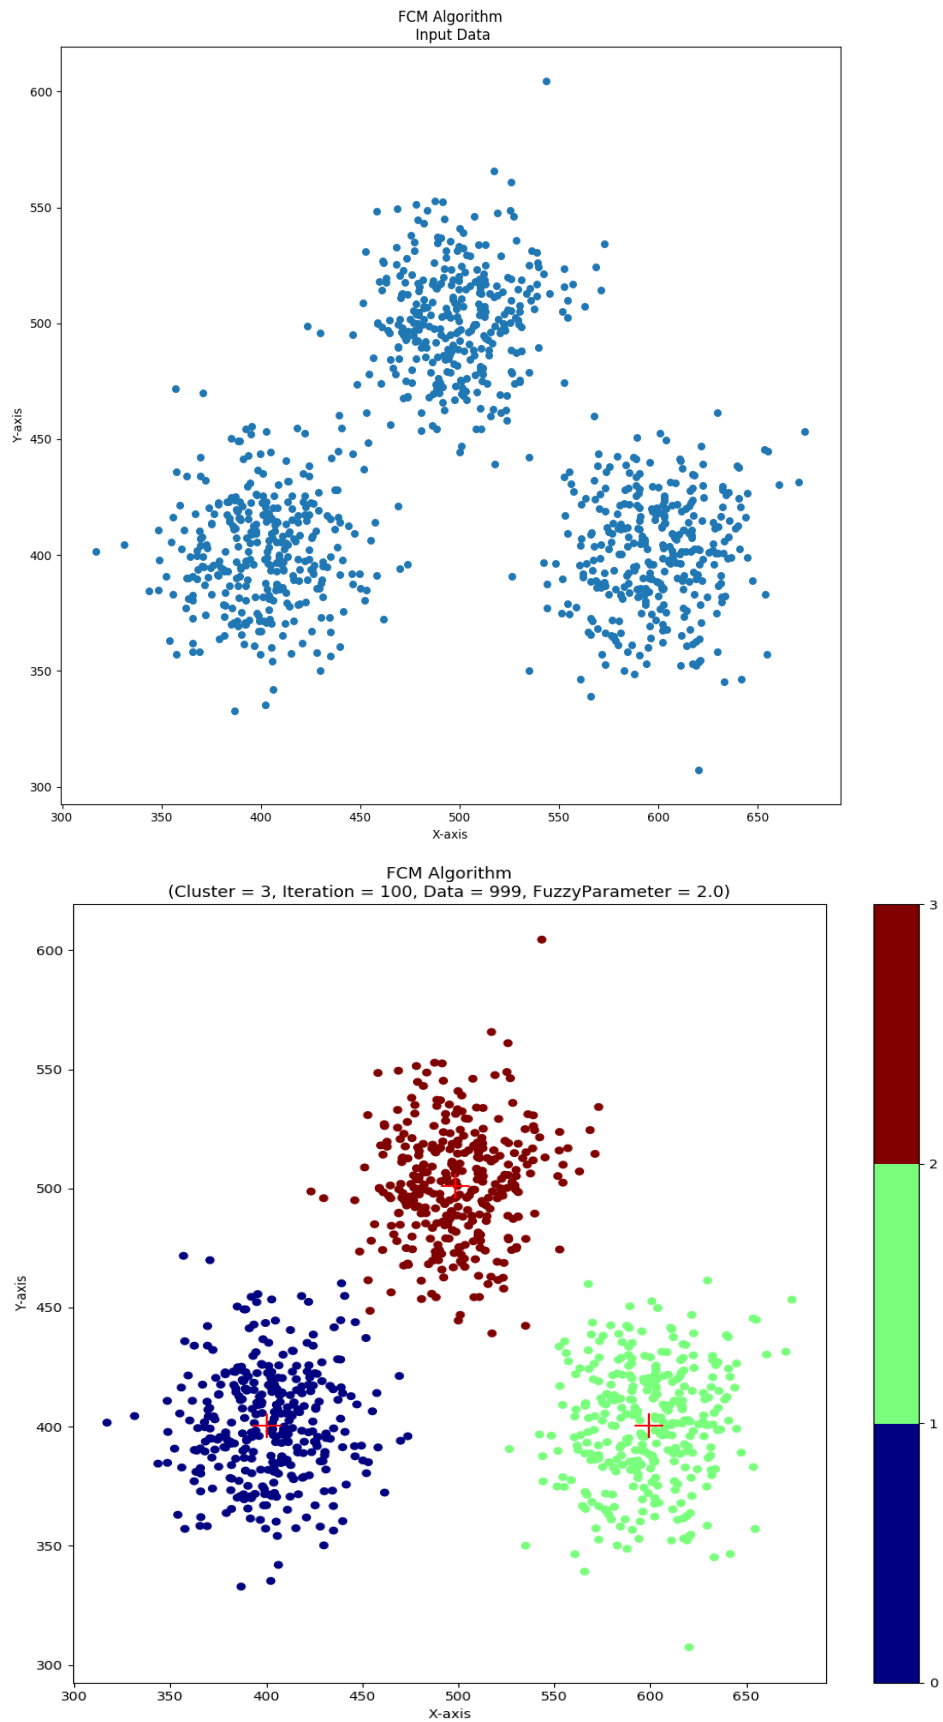 FCM Algorithm
Input Data
600
550
500
450
400
350
300
Y-axis
300 350 400 450 500 550 600 650
X-axis
FCM Algorithm
(Cluster = 3, Iteration = 100, Data = 999, FuzzyParameter = 2.0)
600
550
500
450
400
350
300
Y-axis
300 350 400 450 500 550 600 650
X-axis
3
2
1
0